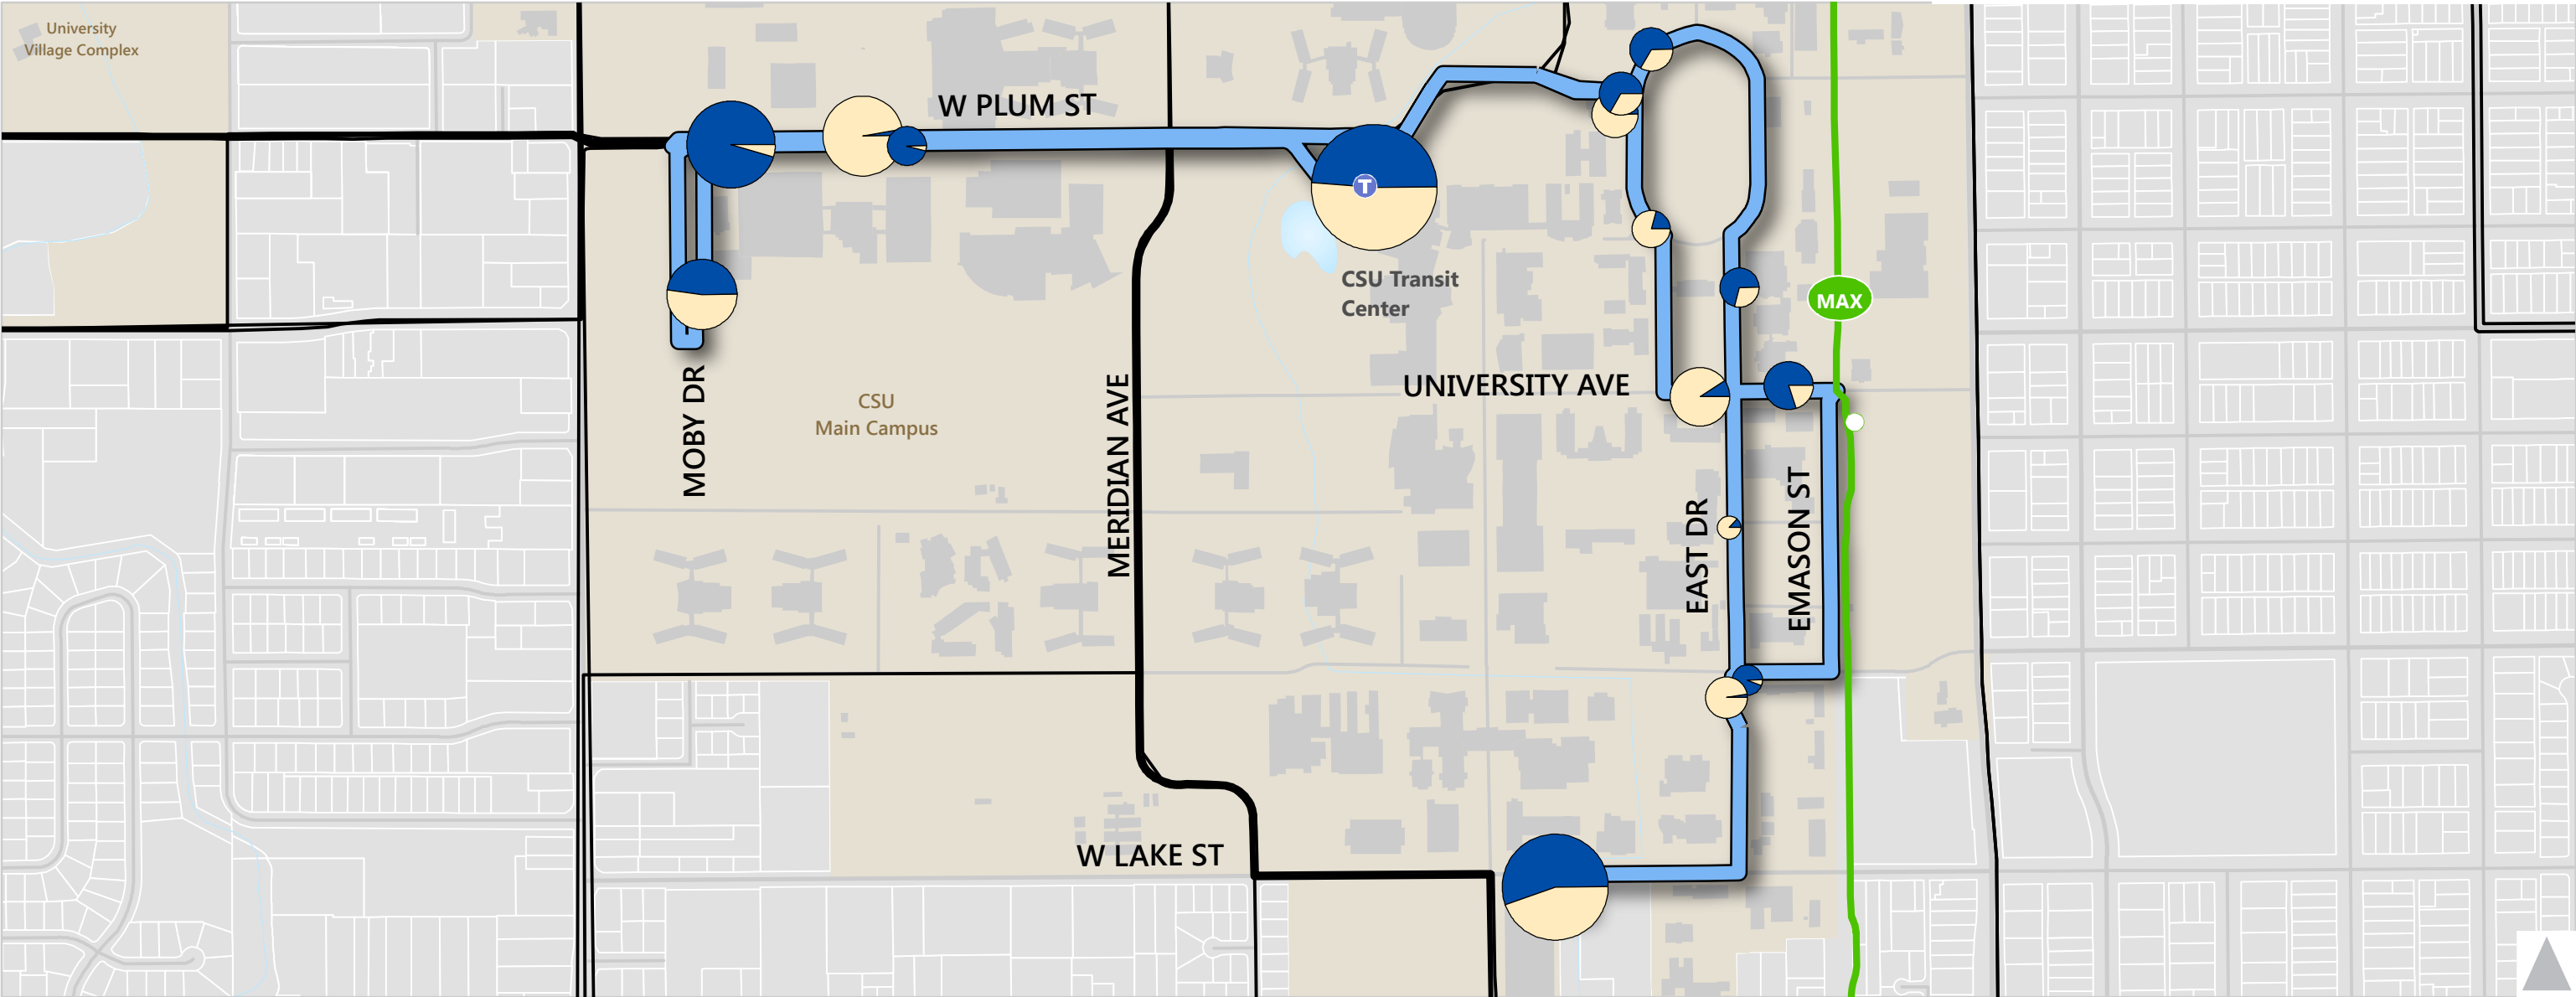 University
Village Complex
W PLUM ST
T
CSU Transit
Center
MAX
MOBY DR
CSU
Main Campus
MERIDIAN AVE
UNIVERSITY AVE
EAST DR
EMASON ST
W LAKE ST